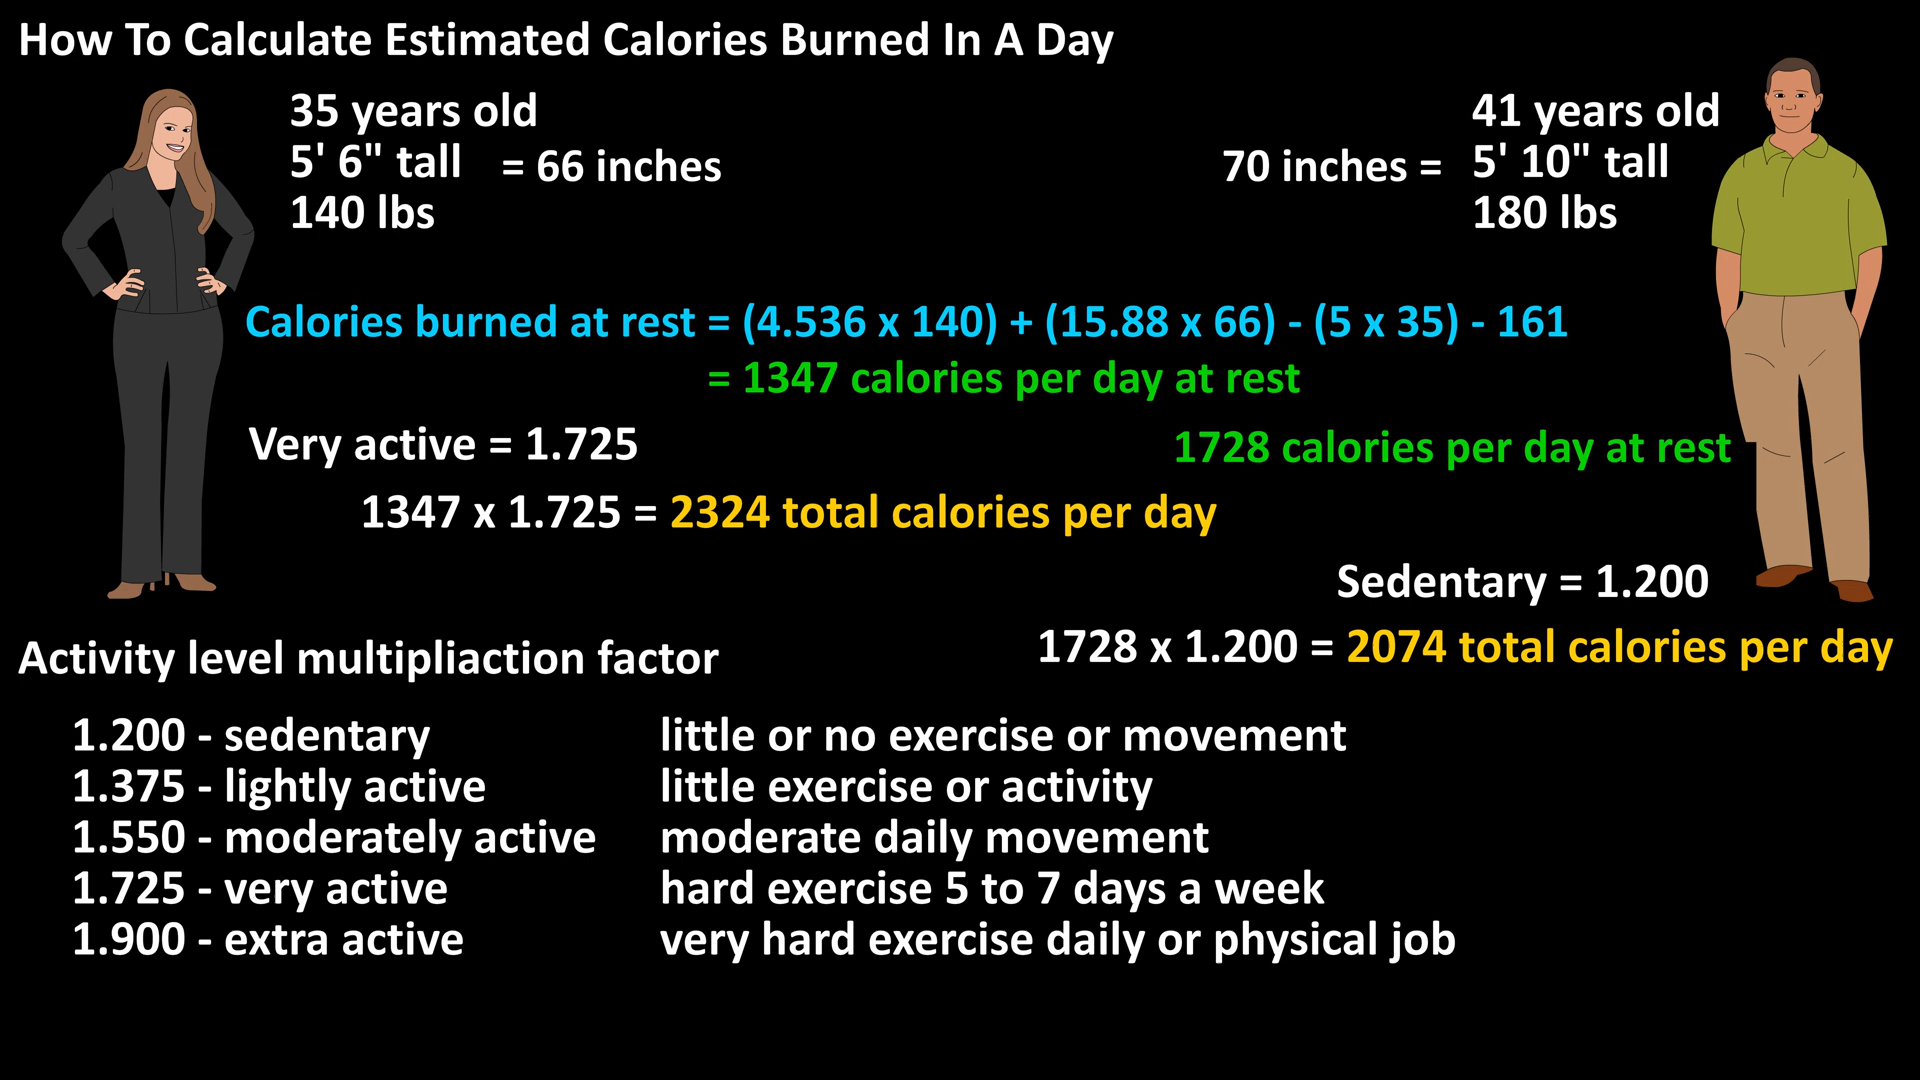 How To Calculate Estimated Calories Burned In A Day
35 years old
5' 6" tall = 66 inches
140 lbs
41 years old
70 inches = 5' 10" tall
180 lbs
Calories burned at rest = (4.536 x 140) + (15.88 x 66) - (5 x 35) - 161
= 1347 calories per day at rest
Very active = 1.725
1728 calories per day at rest
1347 x 1.725 = 2324 total calories per day
Sedentary = 1.200
1728 x 1.200 = 2074 total calories per day
Activity level multipliaction factor
1.200 - sedentary little or no exercise or movement
1.375 - lightly active little exercise or activity
1.550 - moderately active moderate daily movement
1.725 - very active hard exercise 5 to 7 days a week
1.900 - extra active very hard exercise daily or physical job